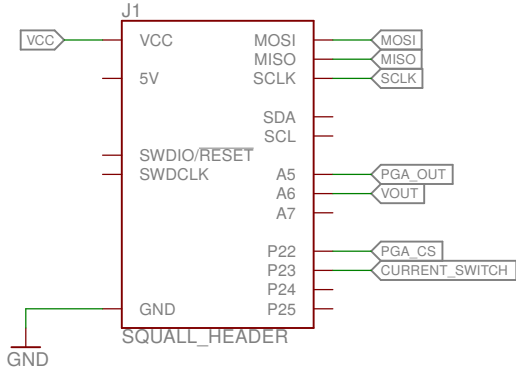 J1
VCC VCC MOSI MOSI
MISO MISO
5V SCLK SCLK
SDA
SCL
SWDIO/RESET
SWDCLK A5 PGA_OUT
A6 VOUT
A7
P22 PGA_CS
P23 CURRENT_SWITCH
P24
GND P25
SQUALL_HEADER
GND